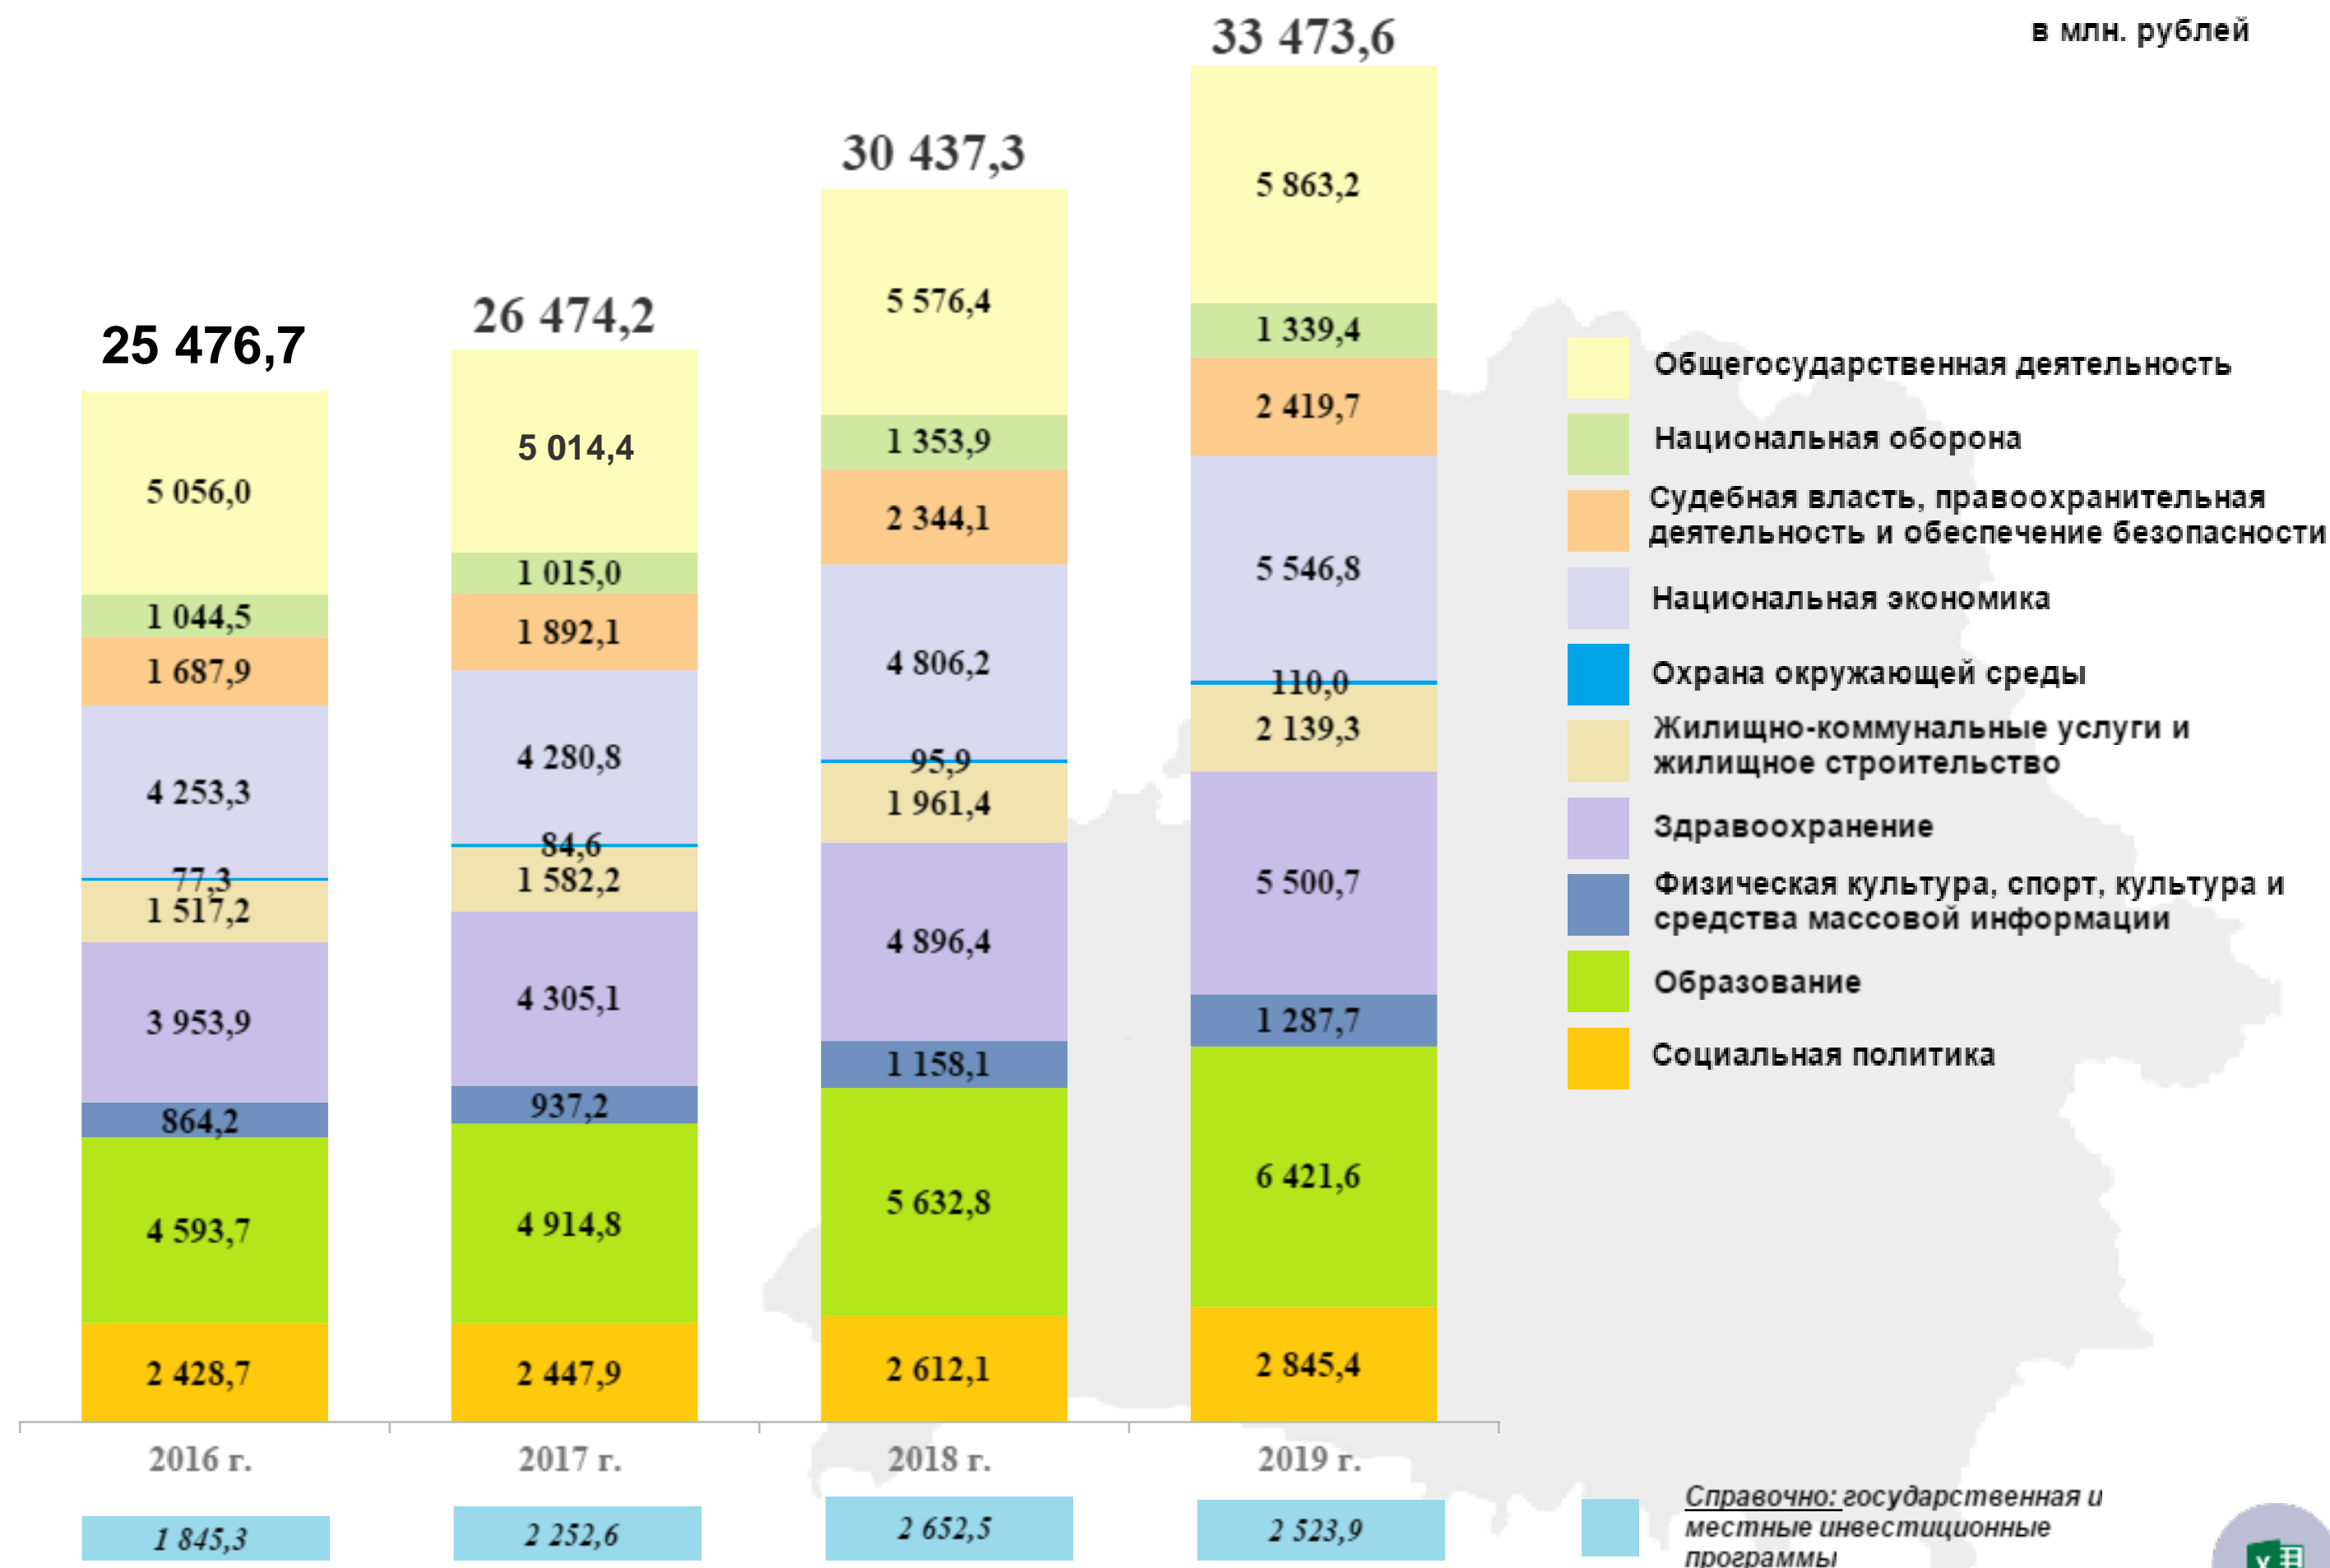 в млн. рублей
33 473,6
30 437,3
26 474,2
25 476,7
5 056,0
1 044,5
1 687,9
4 253,3
77,3
1 517,2
3 953,9
864,2
4 593,7
2 428,7
5 014,4
1 015,0
1 892,1
4 280,8
84,6
1 582,2
4 305,1
937,2
4 914,8
2 447,9
5 576,4
1 353,9
2 344,1
4 806,2
95,9
1 961,4
4 896,4
1 158,1
5 632,8
2 612,1
5 863,2
1 339,4
2 419,7
5 546,8
110,0
2 139,3
5 500,7
1 287,7
6 421,6
2 845,4
2016 г.
2017 г.
2018 г.
2019 г.
1 845,3
2 252,6
2 652,5
2 523,9
Общегосударственная деятельность
Национальная оборона
Судебная власть, правоохранительная
деятельность и обеспечение безопасности
Национальная экономика
Охрана окружающей среды
Жилищно-коммунальные услуги и
жилищное строительство
Здравоохранение
Физическая культура, спорт, культура и
средства массовой информации
Образование
Социальная политика
Справочно: государственная и
местные инвестиционные
программы
X